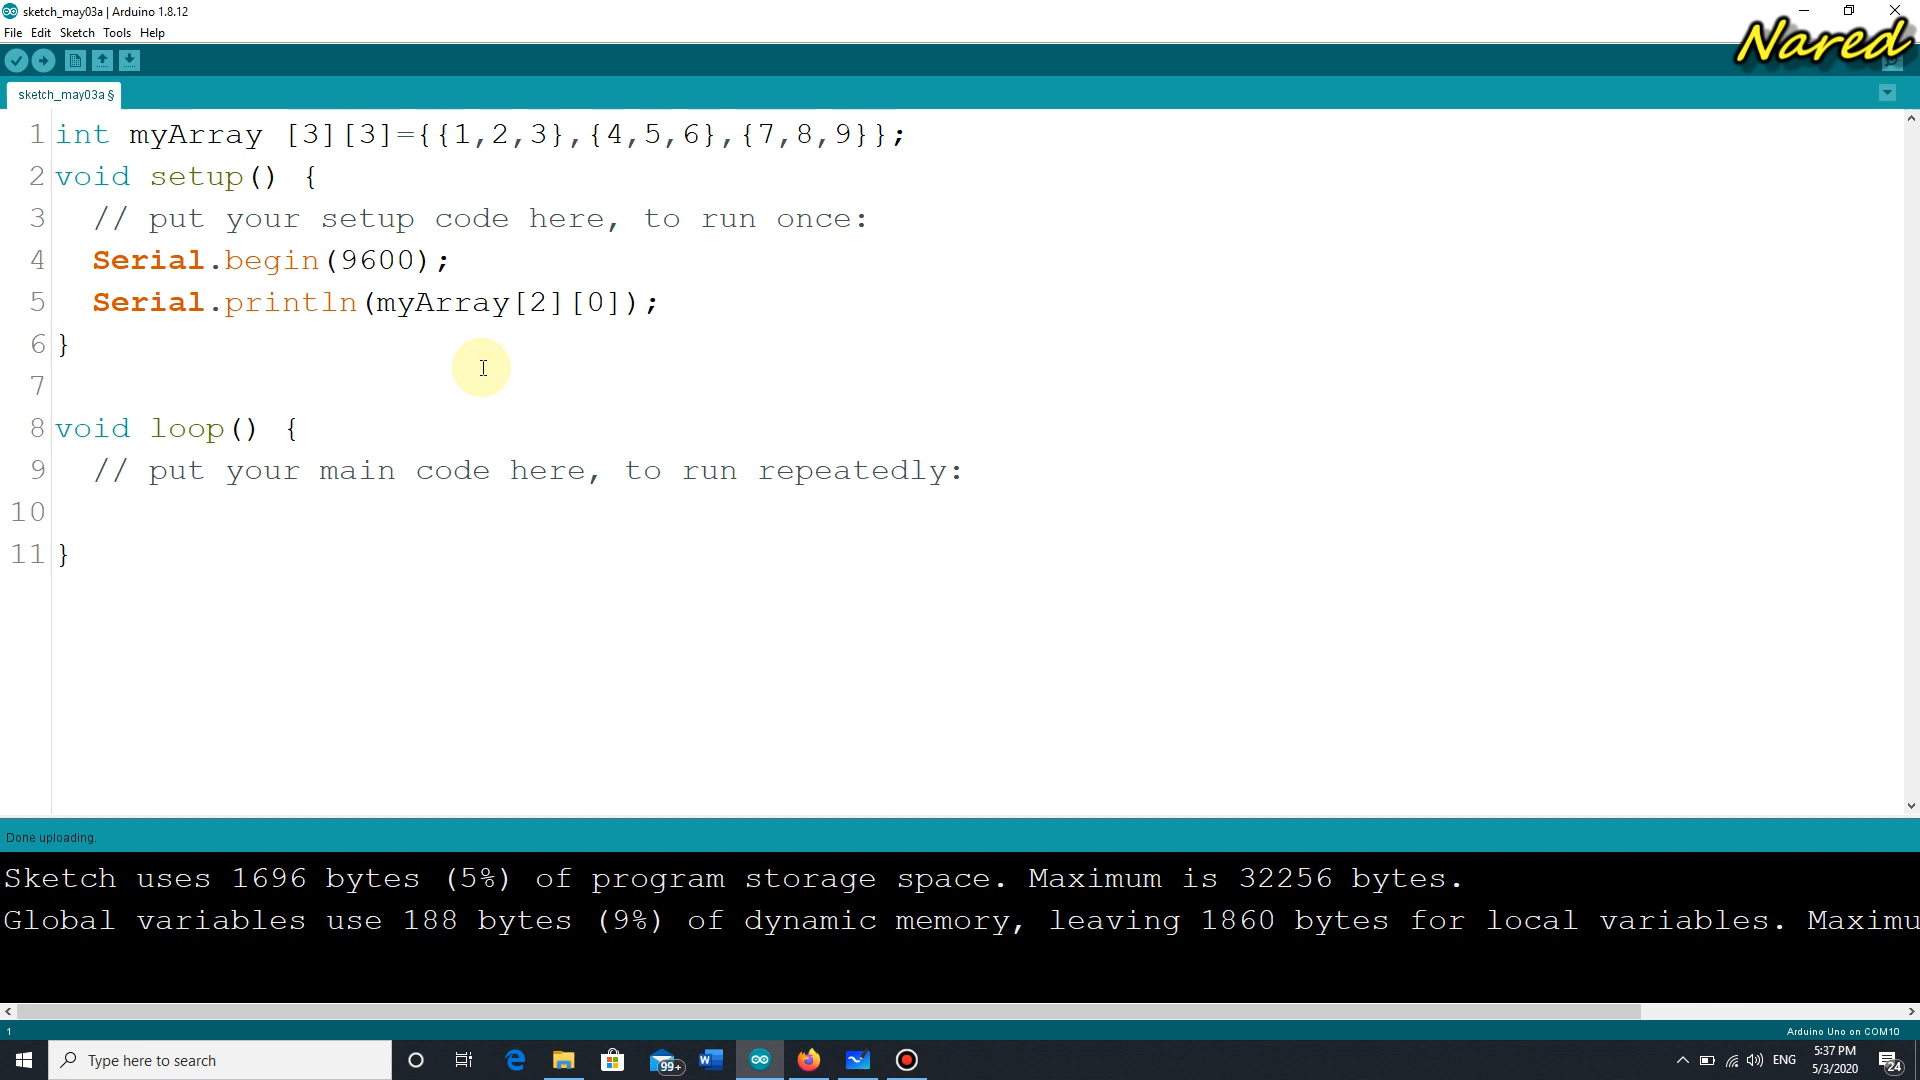 sketch_may03a | Arduino 1.8.12
File Edit Sketch Tools Help
Nared
sketch_may03a §
1 int myArray [3][3]={{1,2,3},{4,5,6},{7,8,9}};
2 void setup() {
3 // put your setup code here, to run once:
4 Serial.begin(9600);
5 Serial.println(myArray[2][0]);
6 }
7
8 void loop() {
9 // put your main code here, to run repeatedly:
10
11 }
Done uploading.
Sketch uses 1696 bytes (5%) of program storage space. Maximum is 32256 bytes.
Global variables use 188 bytes (9%) of dynamic memory, leaving 1860 bytes for local variables. Maximu
1
Arduino Uno on COM10
Type here to search
99+
W
ENG
5:37 PM
5/3/2020
24